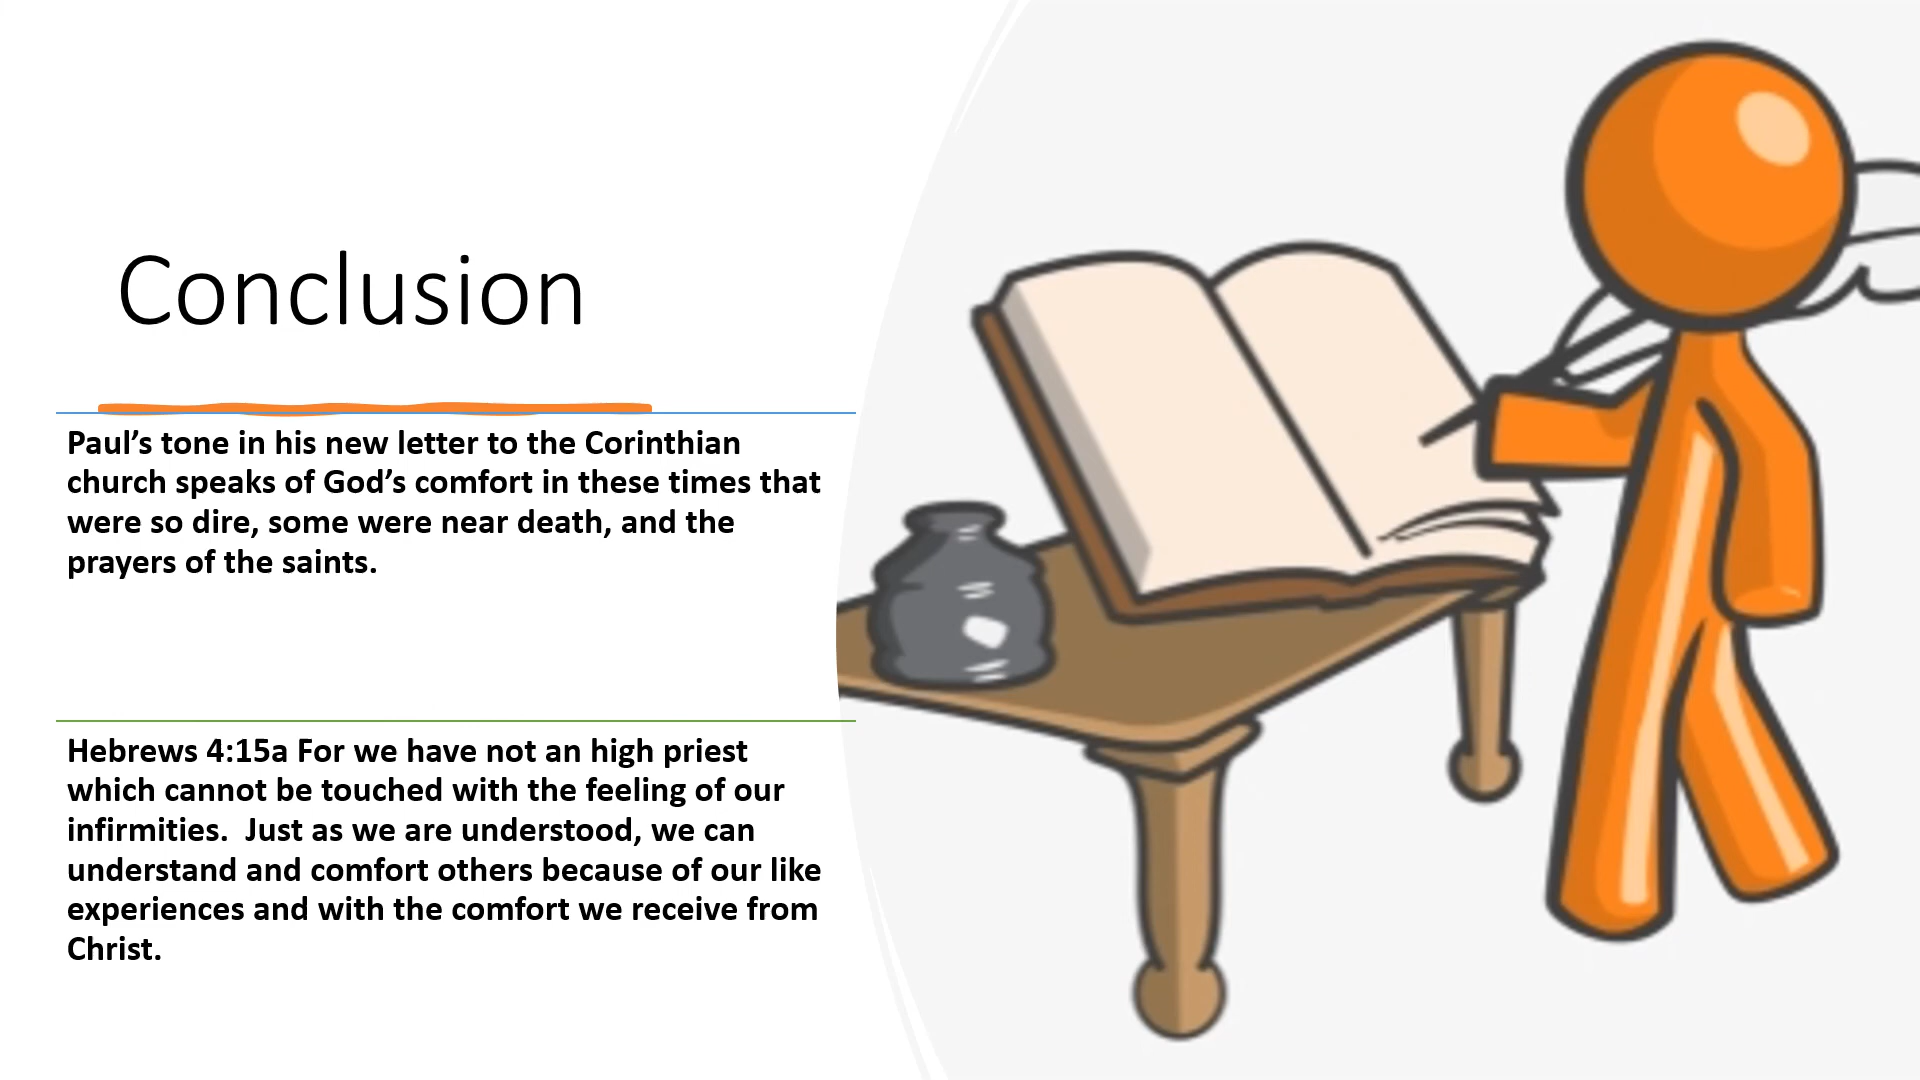 Conclusion
Paul’s tone in his new letter to the Corinthian
church speaks of God’s comfort in these times that
were so dire, some were near death, and the
prayers of the saints.
Hebrews 4:15a For we have not an high priest
which cannot be touched with the feeling of our
infirmities.  Just as we are understood, we can
understand and comfort others because of our like
experiences and with the comfort we receive from
Christ.